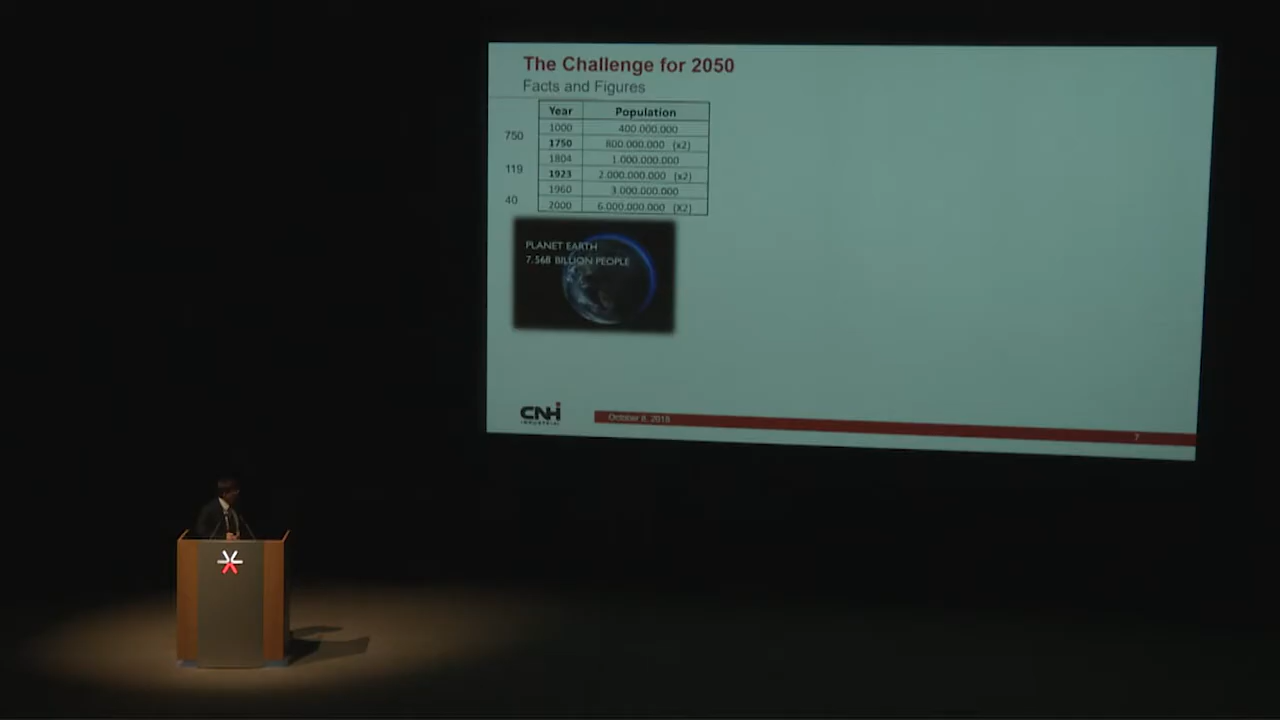 The Challenge for 2050
Facts and Figures
Year Population
1000 400.000.000
750
1750 800.000.000 (x2)
1804 1.000.000.000
119
1923 2.000.000.000 (x2)
1960 3.000.000.000
40
2000 6.000.000.000 (X2)
PLANET EARTH
7.568 BILLION PEOPLE
CNH
INDUSTRIAL
October 8, 2018
7